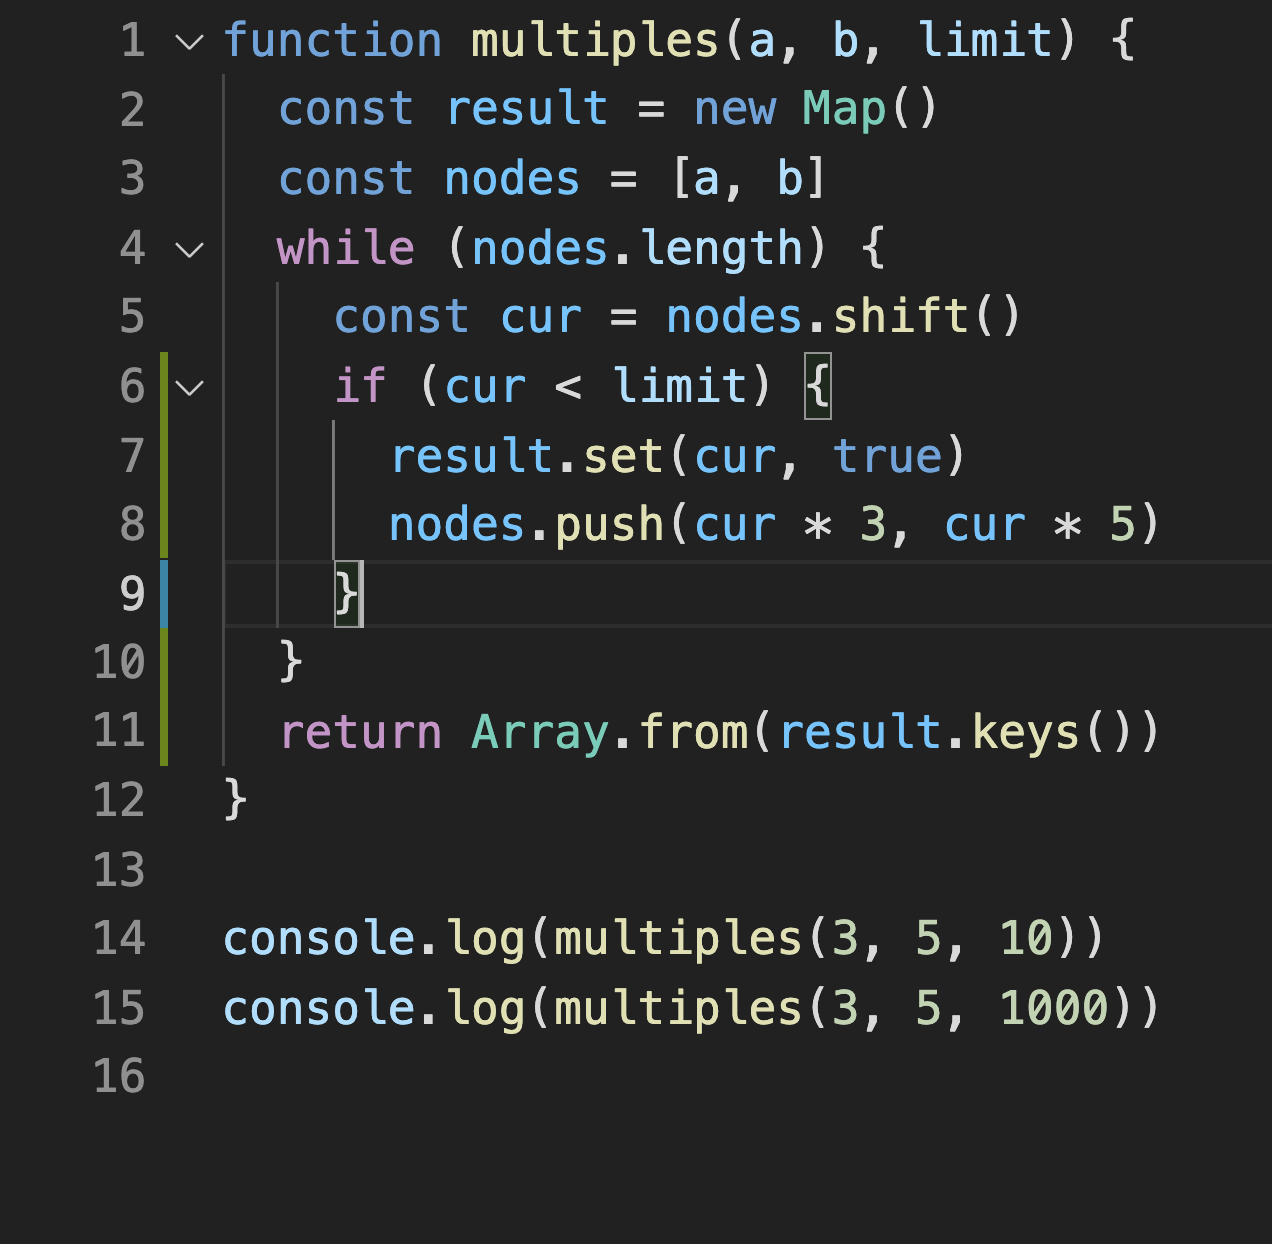 1 function multiples(a, b, limit) {
2   const result = new Map()
3   const nodes = [a, b]
4   while (nodes.length) {
5     const cur = nodes.shift()
6     if (cur < limit) {
7       result.set(cur, true)
8       nodes.push(cur * 3, cur * 5)
9     }
10   }
11   return Array.from(result.keys())
12 }
13
14 console.log(multiples(3, 5, 10))
15 console.log(multiples(3, 5, 1000))
16